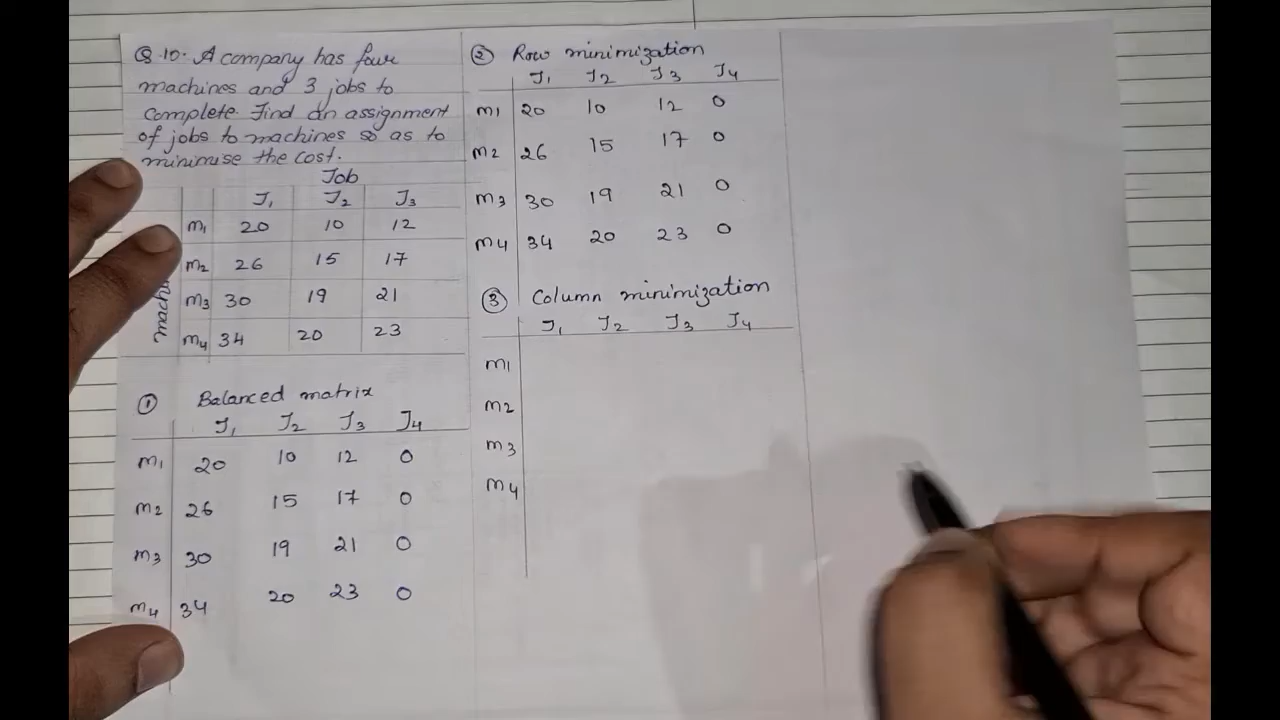 Q.10. A company has four
machines and 3 jobs to
complete. Find an assignment
of jobs to machines so as to
minimise the cost.
Job
J1 J2 J3
m1 20 10 12
m2 26 15 17
m3 30 19 21
m4 34 20 23
① Balanced matrix
J1 J2 J3 J4
m1 20 10 12 0
m2 26 15 17 0
m3 30 19 21 0
m4 34 20 23 0
② Row minimization
J1 J2 J3 J4
m1 20 10 12 0
m2 26 15 17 0
m3 30 19 21 0
m4 34 20 23 0
③ Column minimization
J1 J2 J3 J4
m1
m2
m3
m4